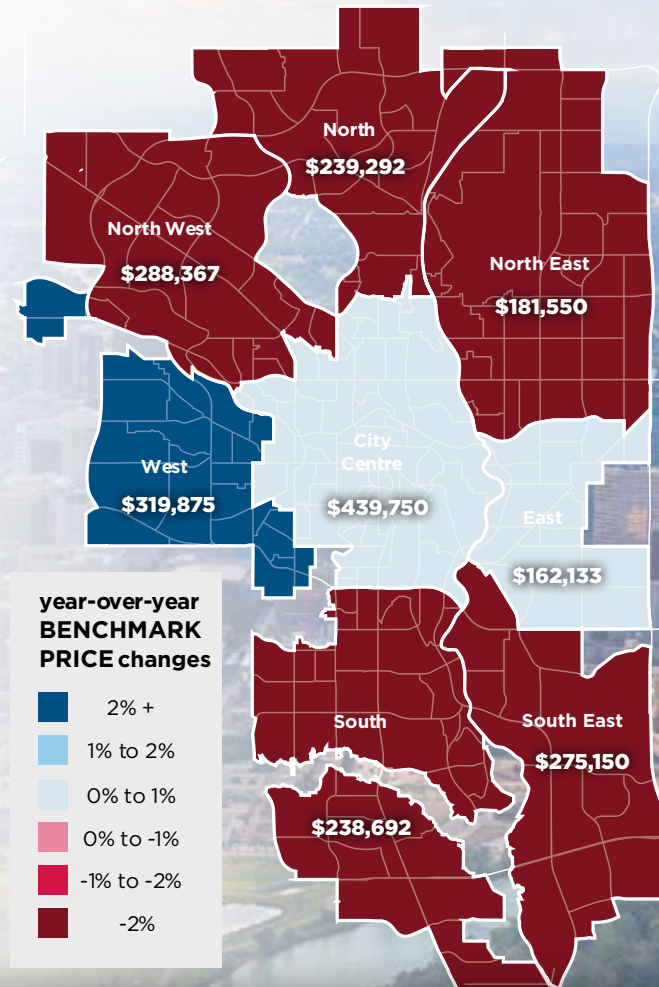 North
$239,292
North West
$288,367
North East
$181,550
West
$319,875
City
Centre
$439,750
East
$162,133
South
$238,692
South East
$275,150
year-over-year
BENCHMARK
PRICE changes
2% +
1% to 2%
0% to 1%
0% to -1%
-1% to -2%
-2%